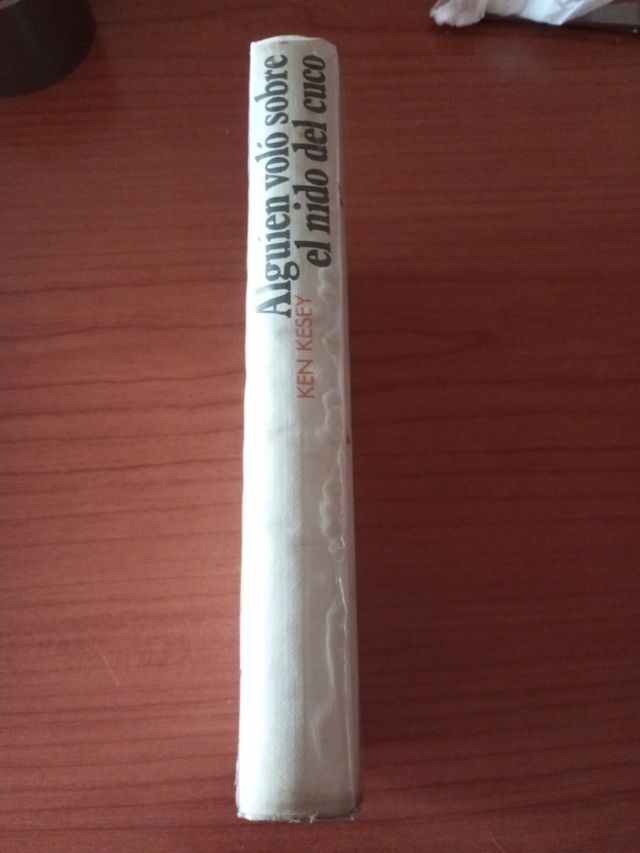 Alguien voló sobre
el nido del cuco
KEN KESEY